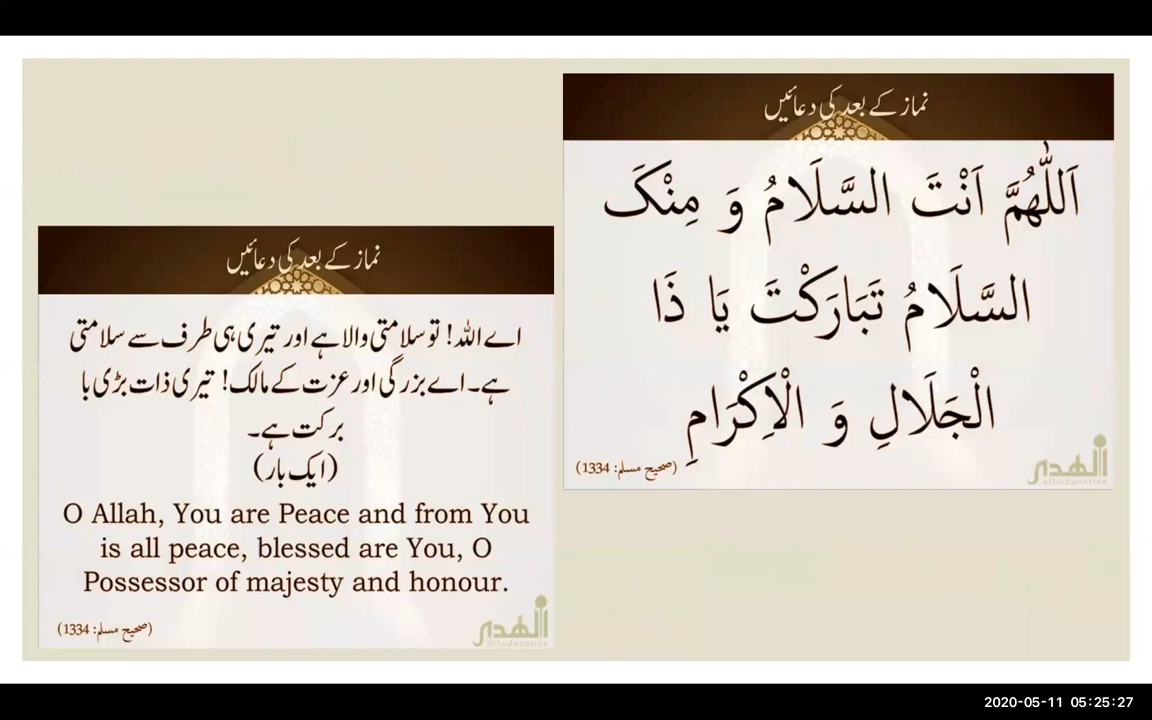 نماز کے بعد کی دعائیں
اَللّٰهُمَّ اَنْتَ السَّلَامُ وَ مِنْکَ
السَّلَامُ تَبَارَکْتَ یَا ذَا
الْجَلَالِ وَ الْاِکْرَامِ
(صحیح مسلم: 1334)
الهدى
alhudaonline
نماز کے بعد کی دعائیں
اے اللہ! تو سلامتی والا ہے اور تیری ہی طرف سے سلامتی
ہے۔ اے بزرگی اور عزت کے مالک! تیری ذات بڑی با
برکت ہے۔
(ایک بار)
O Allah, You are Peace and from You
is all peace, blessed are You, O
Possessor of majesty and honour.
(صحیح مسلم: 1334)
الهدى
alhudaonline
2020-05-11 05:25:27